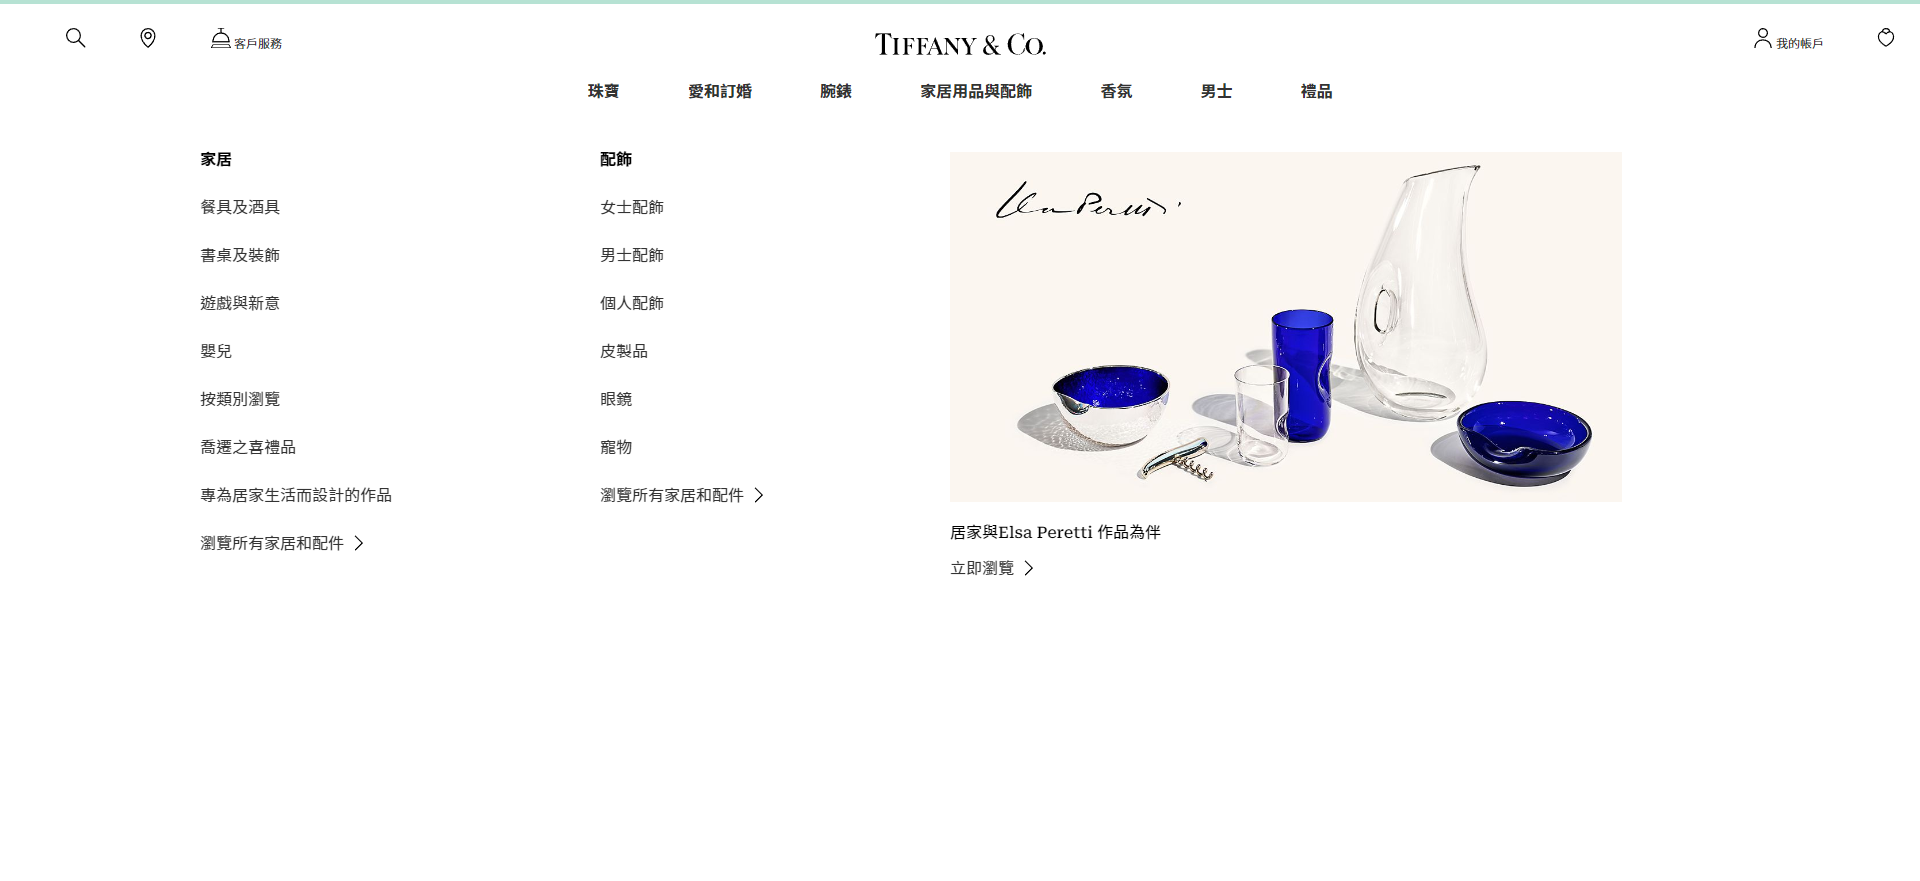 客戶服務
TIFFANY & CO.
我的帳戶
珠寶 愛和訂婚 腕錶 家居用品與配飾 香氛 男士 禮品
家居
餐具及酒具
書桌及裝飾
遊戲與新意
嬰兒
按類別瀏覽
喬遷之喜禮品
專為居家生活而設計的作品
瀏覽所有家居和配件
配飾
女士配飾
男士配飾
個人配飾
皮製品
眼鏡
寵物
瀏覽所有家居和配件
Elsa Peretti
居家與Elsa Peretti 作品為伴
立即瀏覽